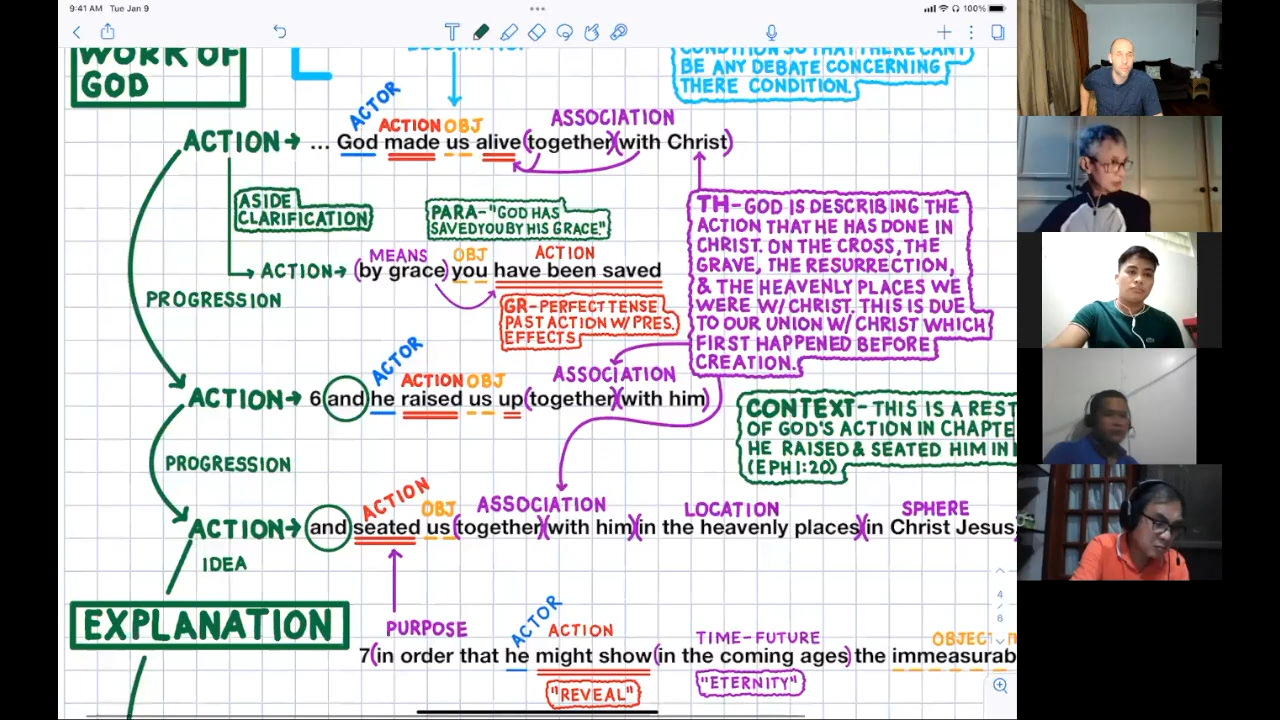 9:41 AM Tue Jan 9
100%
WORK OF
GOD
CONDITION SO THAT THERE CAN'T
BE ANY DEBATE CONCERNING
THERE CONDITION.
ACTOR
ACTION OBJ
ASSOCIATION
ACTION → ... God made us alive (together)(with Christ)
ASIDE
CLARIFICATION
PARA-"GOD HAS
SAVED YOU BY HIS GRACE."
TH-GOD IS DESCRIBING THE
ACTION THAT HE HAS DONE IN
CHRIST. ON THE CROSS, THE
GRAVE, THE RESURRECTION,
& THE HEAVENLY PLACES WE
WERE W/ CHRIST. THIS IS DUE
TO OUR UNION W/ CHRIST WHICH
FIRST HAPPENED BEFORE
CREATION.
MEANS OBJ ACTION
ACTION → (by grace) you have been saved
PROGRESSION
GR-PERFECT TENSE
PAST ACTION W/ PRES.
EFFECTS
ACTOR
ACTION OBJ
ASSOCIATION
ACTION → 6 and he raised us up (together)(with him)
CONTEXT- THIS IS A REST
OF GOD'S ACTION IN CHAPTE
HE RAISED & SEATED HIM IN
(EPH 1:20)
PROGRESSION
ACTION OBJ ASSOCIATION LOCATION SPHERE
ACTION → and seated us (together)(with him)(in the heavenly places)(in Christ Jesus
IDEA
EXPLANATION
PURPOSE
ACTOR
ACTION
TIME-FUTURE
OBJECT
7 (in order that he might show (in the coming ages) the immeasurab
"REVEAL"
"ETERNITY"
4
/
6